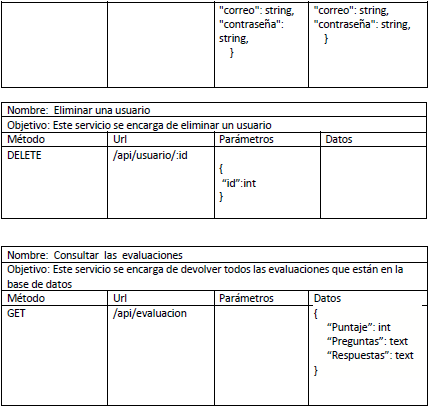 "correo": string, "correo": string,
"contraseña": "contraseña": string,
string, }
}
Nombre: Eliminar una usuario
Objetivo: Este servicio se encarga de eliminar un usuario
Método Url Parámetros Datos
DELETE /api/usuario/:id
{
“id”:int
}
Nombre: Consultar las evaluaciones
Objetivo: Este servicio se encarga de devolver todos las evaluaciones que están en la
base de datos
Método Url Parámetros Datos
GET /api/evaluacion {
“Puntaje”: int
“Preguntas”: text
“Respuestas”: text
}